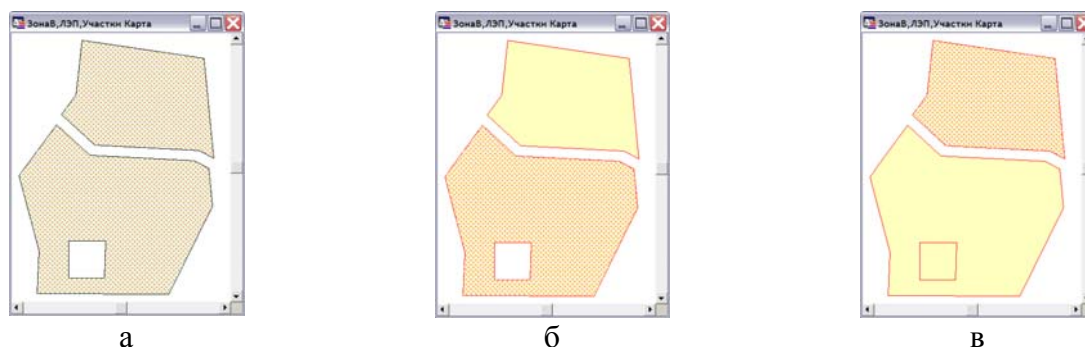 ЗонаВ,ЛЭП,Участки Карта
ЗонаВ,ЛЭП,Участки Карта
ЗонаВ,ЛЭП,Участки Карта
а
б
в